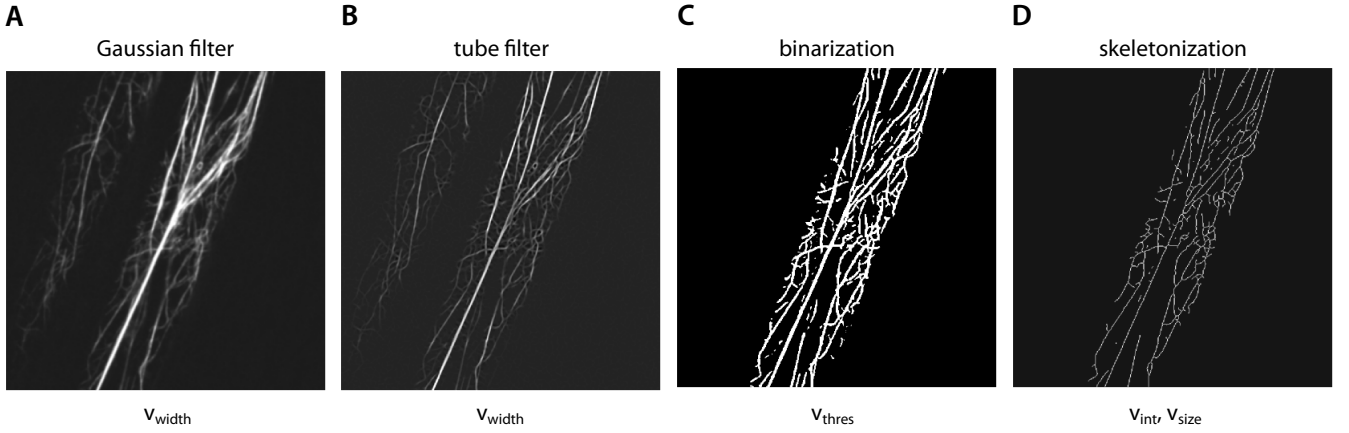 A
B
C
D
Gaussian filter
tube filter
binarization
skeletonization
v_width
v_width
v_thres
v_int, v_size